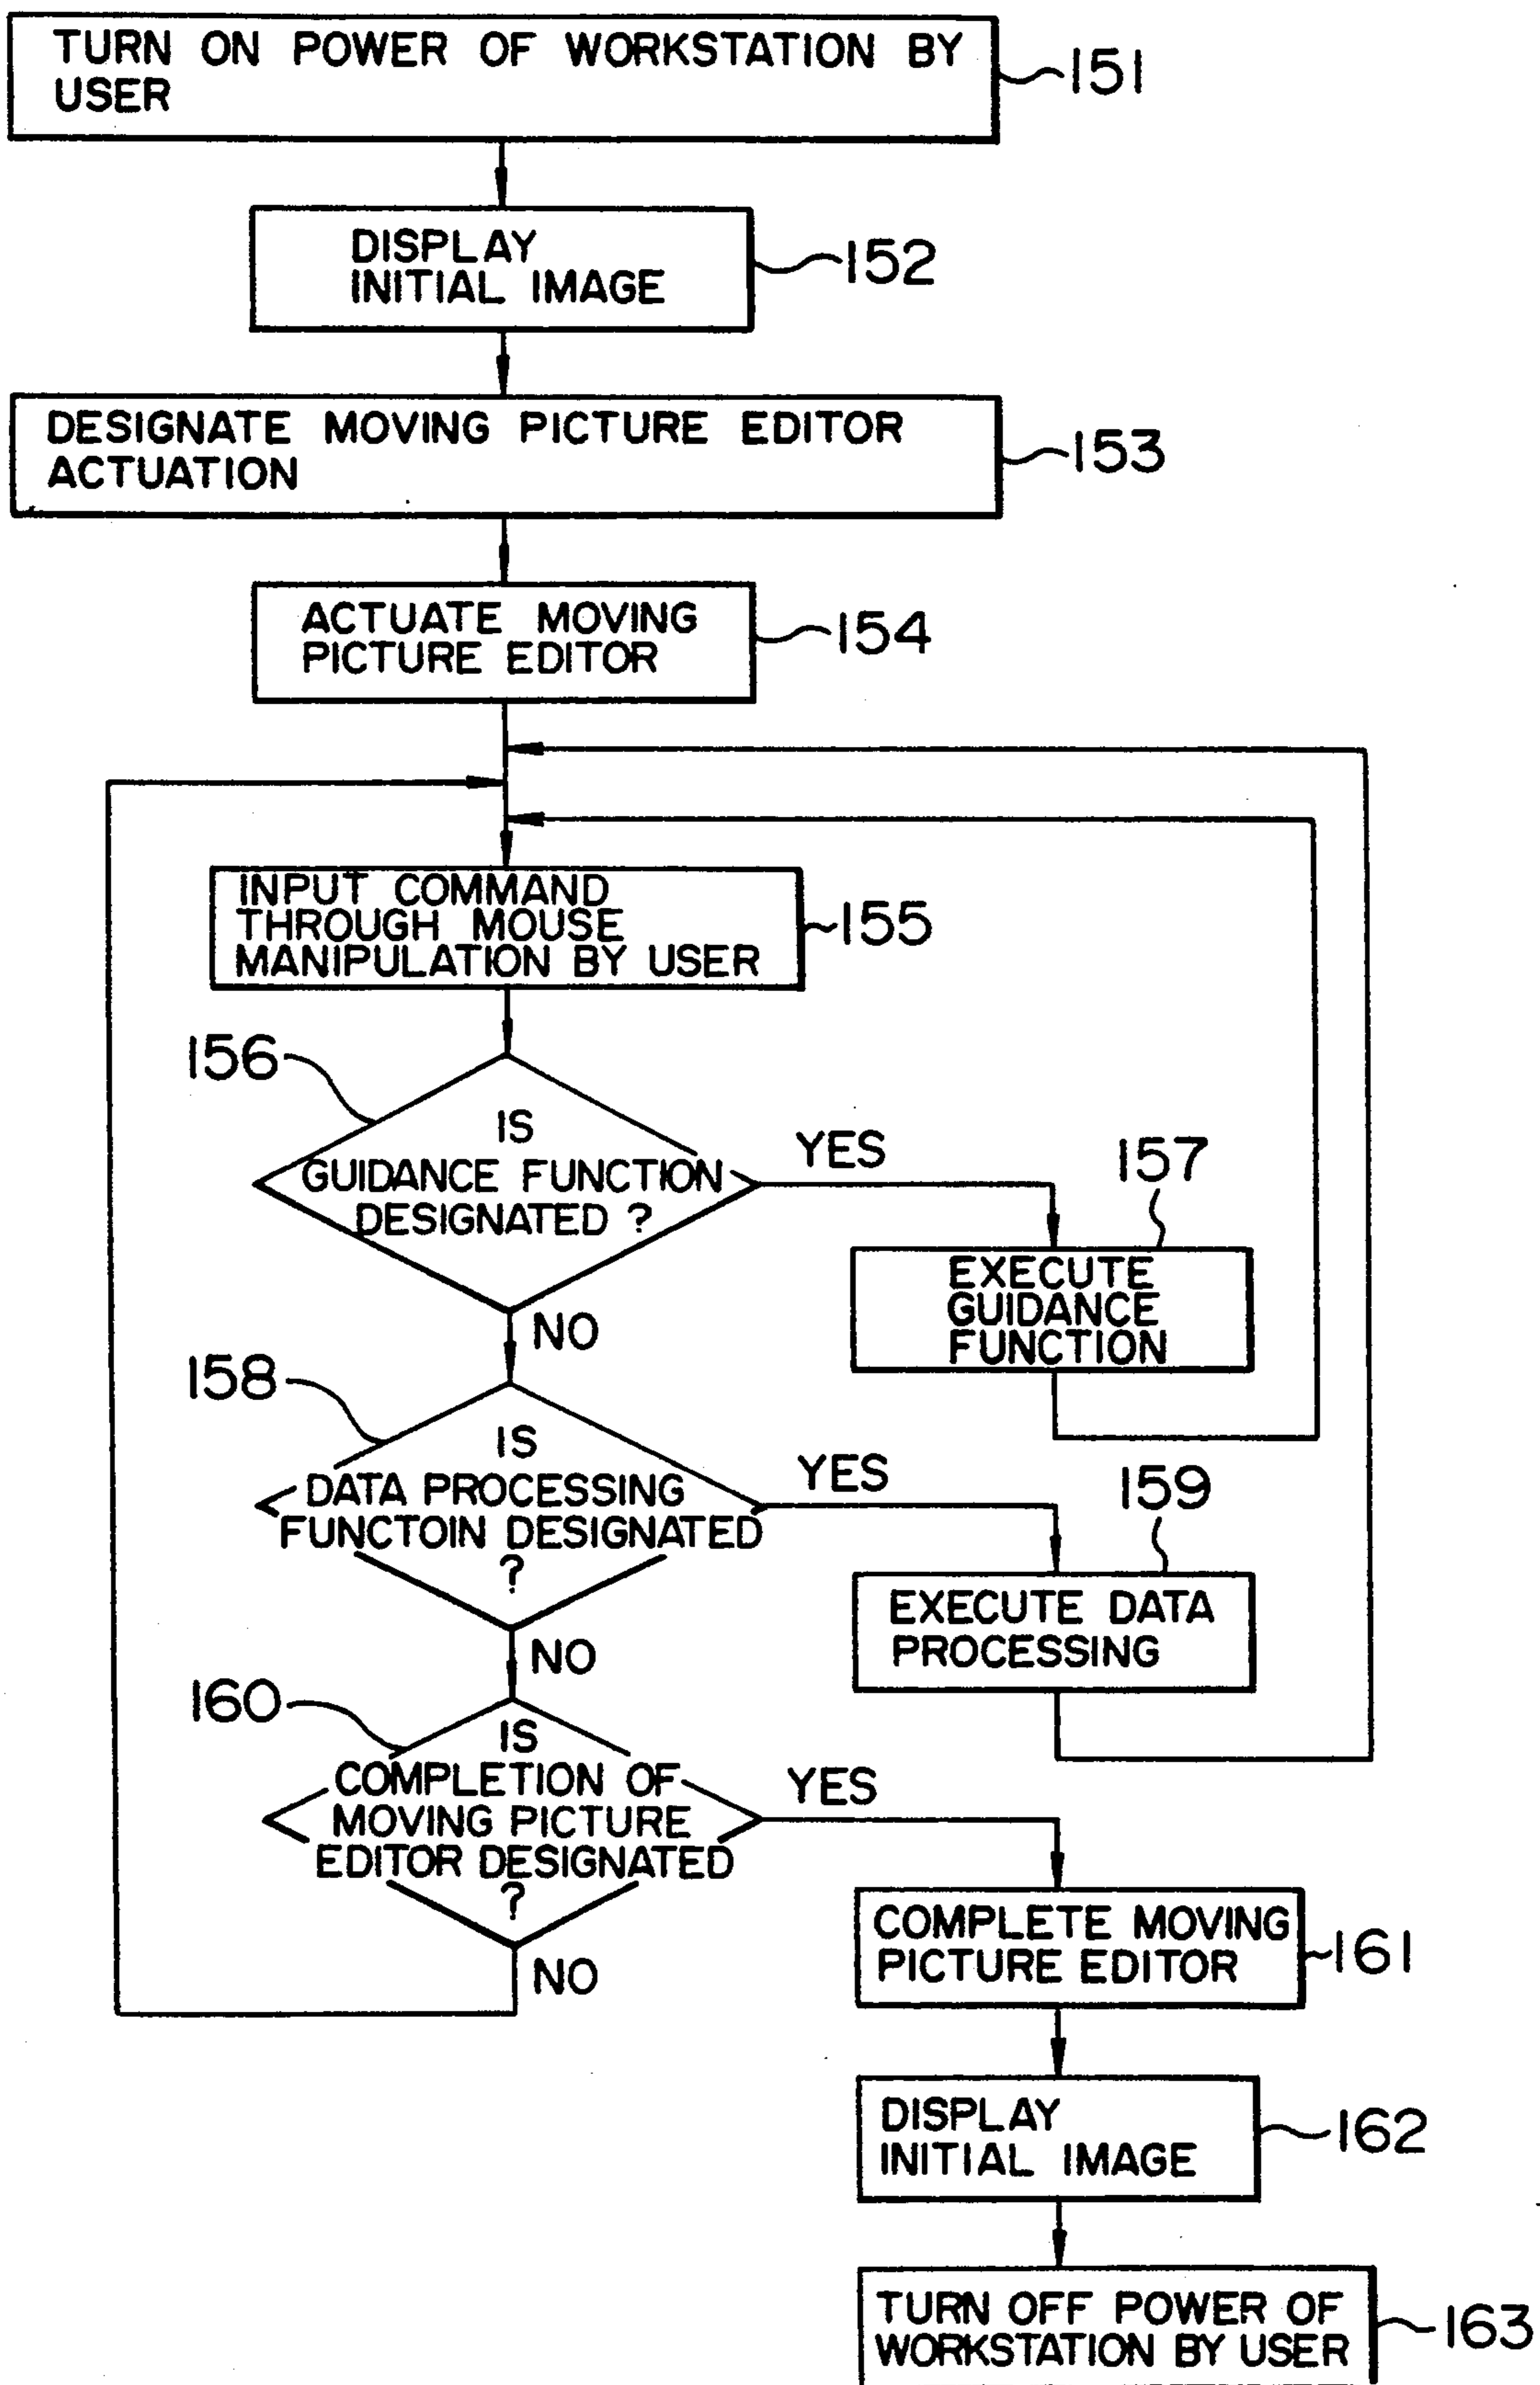 TURN ON POWER OF WORKSTATION BY
USER
151
DISPLAY
INITIAL IMAGE
152
DESIGNATE MOVING PICTURE EDITOR
ACTUATION
153
ACTUATE MOVING
PICTURE EDITOR
154
INPUT COMMAND
THROUGH MOUSE
MANIPULATION BY USER
155
156
IS
GUIDANCE FUNCTION
DESIGNATED ?
YES
157
EXECUTE
GUIDANCE
FUNCTION
NO
158
IS
DATA PROCESSING
FUNCTOIN DESIGNATED
?
YES
159
EXECUTE DATA
PROCESSING
NO
160
IS
COMPLETION OF
MOVING PICTURE
EDITOR DESIGNATED
?
YES
NO
COMPLETE MOVING
PICTURE EDITOR
161
DISPLAY
INITIAL IMAGE
162
TURN OFF POWER OF
WORKSTATION BY USER
163